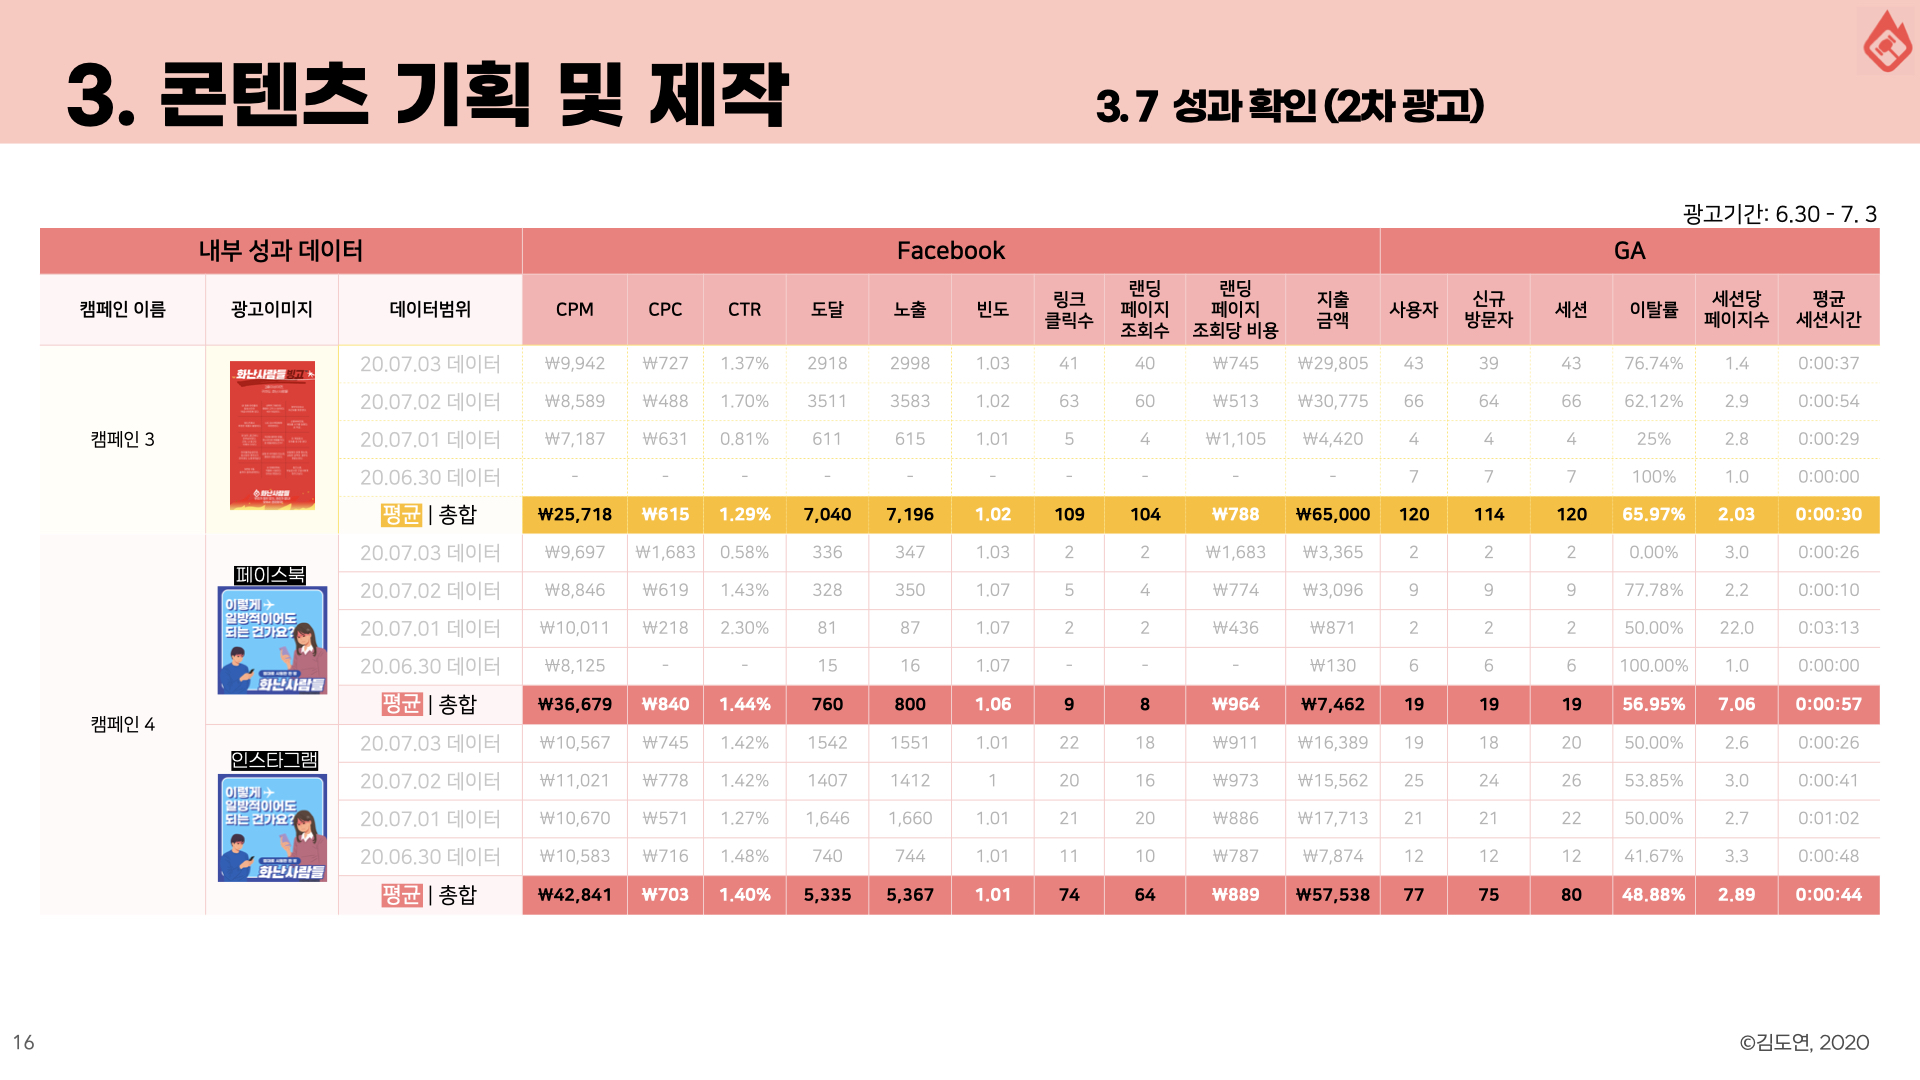 3. 콘텐츠 기획 및 제작
3. 7 성과 확인 (2차 광고)
광고기간: 6.30 - 7. 3
내부 성과 데이터 Facebook GA
캠페인 이름 광고이미지 데이터범위 CPM CPC CTR 도달 노출 빈도 링크 클릭수 랜딩 페이지 조회수 랜딩 페이지 조회당 비용 지출 금액 사용자 신규 방문자 세션 이탈률 세션당 페이지수 평균 세션시간
캠페인 3
화난사람들
화난사람들
20.07.03 데이터 ₩9,942 ₩727 1.37% 2918 2998 1.03 41 40 ₩745 ₩29,805 43 39 43 76.74% 1.4 0:00:37
20.07.02 데이터 ₩8,589 ₩488 1.70% 3511 3583 1.02 63 60 ₩513 ₩30,775 66 64 66 62.12% 2.9 0:00:54
20.07.01 데이터 ₩7,187 ₩631 0.81% 611 615 1.01 5 4 ₩1,105 ₩4,420 4 4 4 25% 2.8 0:00:29
20.06.30 데이터 - - - - - - - - - - 7 7 7 100% 1.0 0:00:00
평균 | 총합 ₩25,718 ₩615 1.29% 7,040 7,196 1.02 109 104 ₩788 ₩65,000 120 114 120 65.97% 2.03 0:00:30
캠페인 4
페이스북
이렇게
일방적이어도
되는 건가요?
화난사람들
20.07.03 데이터 ₩9,697 ₩1,683 0.58% 336 347 1.03 2 2 ₩1,683 ₩3,365 2 2 2 0.00% 3.0 0:00:26
20.07.02 데이터 ₩8,846 ₩619 1.43% 328 350 1.07 5 4 ₩774 ₩3,096 9 9 9 77.78% 2.2 0:00:10
20.07.01 데이터 ₩10,011 ₩218 2.30% 81 87 1.07 2 2 ₩436 ₩871 2 2 2 50.00% 22.0 0:03:13
20.06.30 데이터 ₩8,125 - - 15 16 1.07 - - - ₩130 6 6 6 100.00% 1.0 0:00:00
평균 | 총합 ₩36,679 ₩840 1.44% 760 800 1.06 9 8 ₩964 ₩7,462 19 19 19 56.95% 7.06 0:00:57
인스타그램
이렇게
일방적이어도
되는 건가요?
화난사람들
20.07.03 데이터 ₩10,567 ₩745 1.42% 1542 1551 1.01 22 18 ₩911 ₩16,389 19 18 20 50.00% 2.6 0:00:26
20.07.02 데이터 ₩11,021 ₩778 1.42% 1407 1412 1 20 16 ₩973 ₩15,562 25 24 26 53.85% 3.0 0:00:41
20.07.01 데이터 ₩10,670 ₩571 1.27% 1,646 1,660 1.01 21 20 ₩886 ₩17,713 21 21 22 50.00% 2.7 0:01:02
20.06.30 데이터 ₩10,583 ₩716 1.48% 740 744 1.01 11 10 ₩787 ₩7,874 12 12 12 41.67% 3.3 0:00:48
평균 | 총합 ₩42,841 ₩703 1.40% 5,335 5,367 1.01 74 64 ₩889 ₩57,538 77 75 80 48.88% 2.89 0:00:44
16
©김도연, 2020